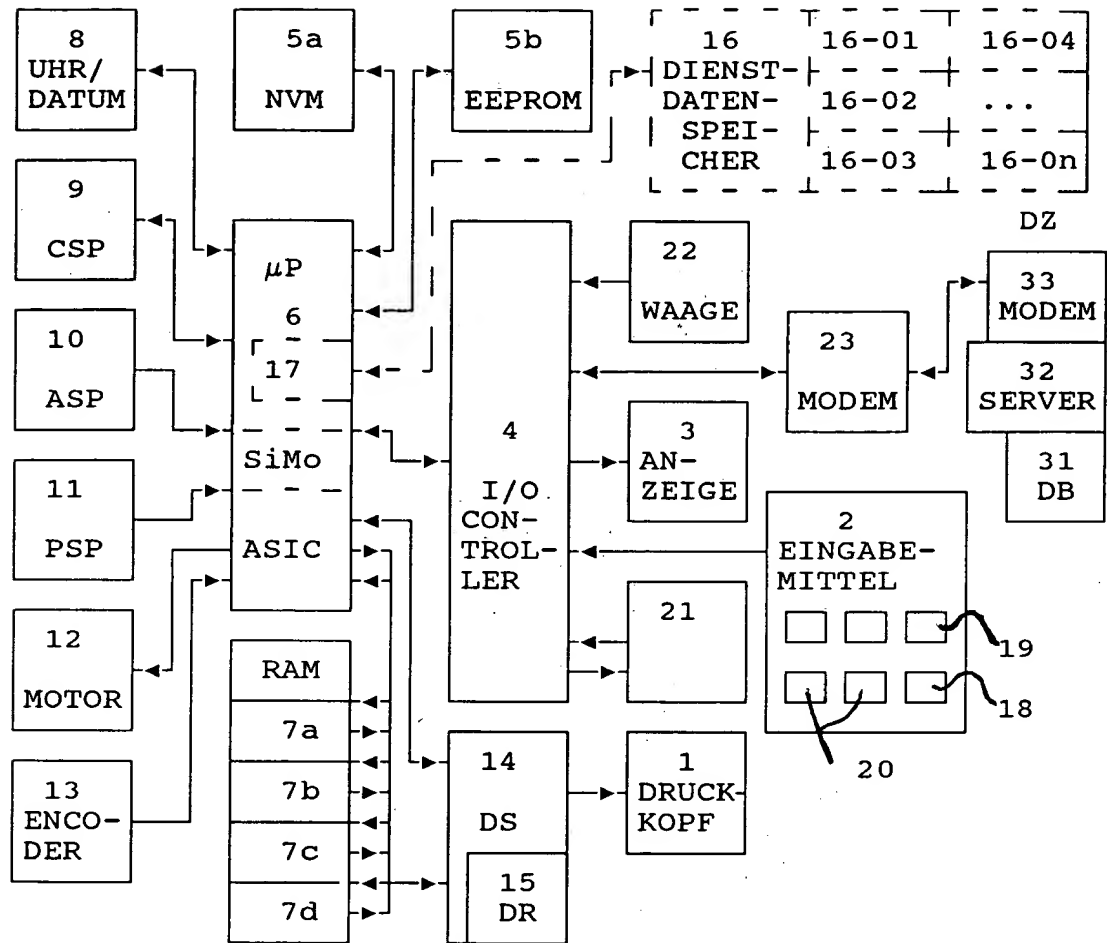 8
UHR/
DATUM
5a
NVM
5b
EEPROM
16
DIENST-
DATEN-
SPEI-
CHER
16-01
16-02
16-03
16-04
...
16-0n
9
CSP
10
ASP
11
PSP
12
MOTOR
13
ENCO-
DER
µP
6
17
SiMo
ASIC
RAM
7a
7b
7c
7d
4
I/O
CON-
TROL-
LER
14
DS
15
DR
22
WAAGE
3
AN-
ZEIGE
21
1
DRUCK-
KOPF
23
MODEM
DZ
33
MODEM
32
SERVER
31
DB
2
EINGABE-
MITTEL
19
18
20